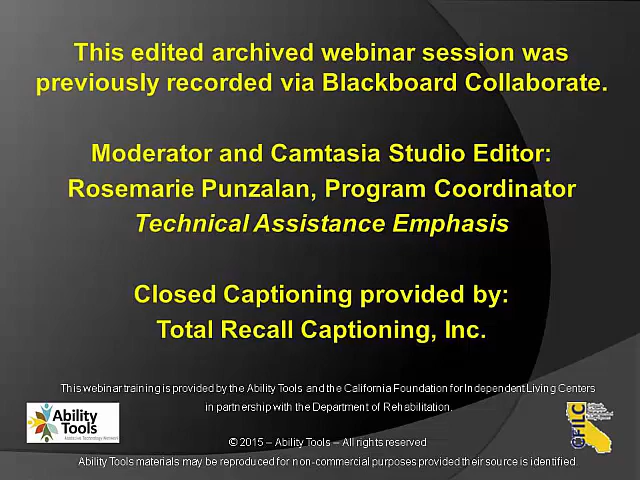 This edited archived webinar session was
previously recorded via Blackboard Collaborate.
Moderator and Camtasia Studio Editor:
Rosemarie Punzalan, Program Coordinator
Technical Assistance Emphasis
Closed Captioning provided by:
Total Recall Captioning, Inc.
This webinar training is provided by the Ability Tools and the California Foundation for Independent Living Centers
in partnership with the Department of Rehabilitation.
Ability
Tools
CFILC
© 2015 – Ability Tools – All rights reserved
Ability Tools materials may be reproduced for non-commercial purposes provided their source is identified.